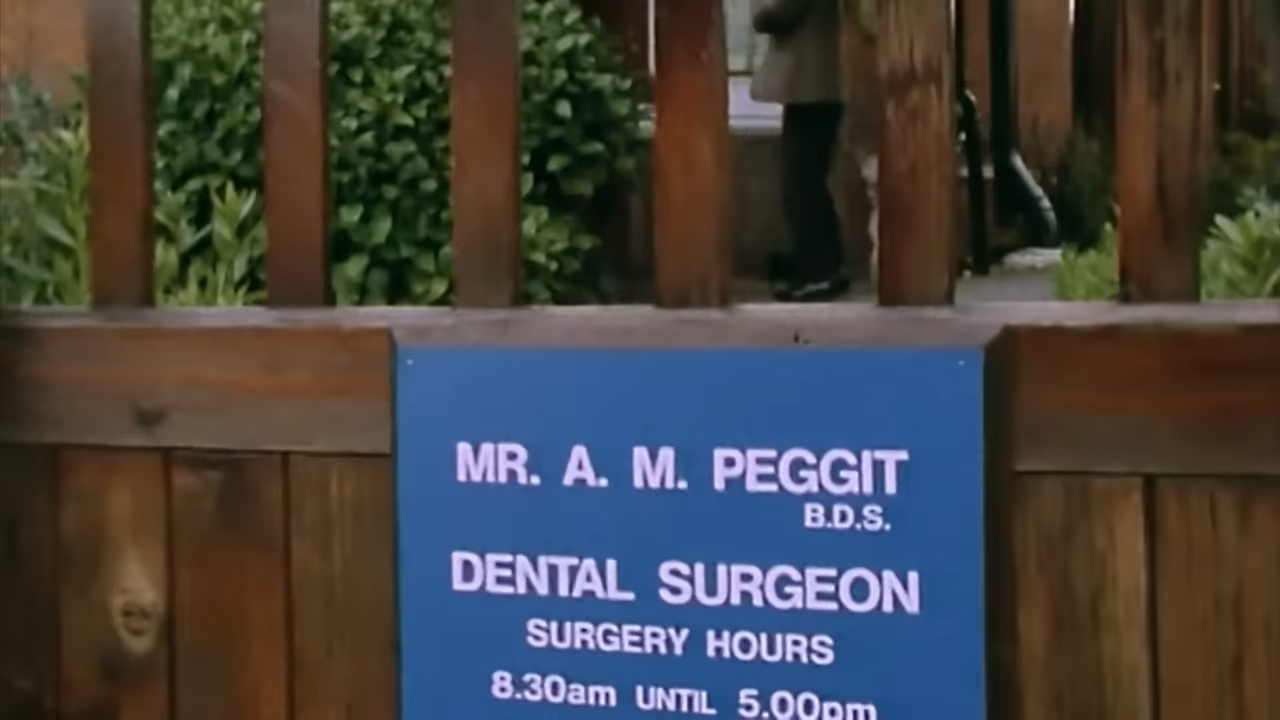 MR. A. M. PEGGIT
B.D.S.
DENTAL SURGEON
SURGERY HOURS
8.30am UNTIL 5.00pm